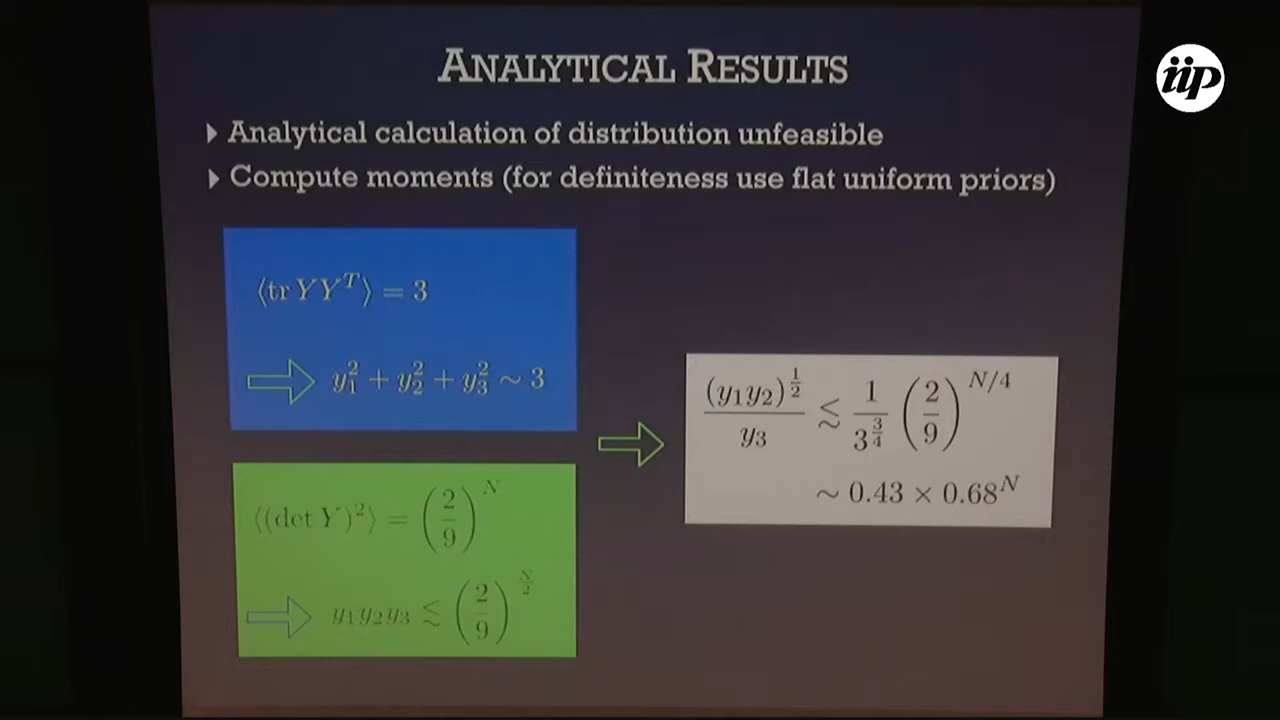 ANALYTICAL RESULTS
iip
Analytical calculation of distribution unfeasible
Compute moments (for definiteness use flat uniform priors)
⟨tr YY^T⟩ = 3
⇒ y_1^2 + y_2^2 + y_3^2 ∼ 3
⟨(det Y)^2⟩ = (2/9)^N
⇒ y_1y_2y_3 ≲ (2/9)^{N/2}
⇒ (y_1y_2)^{1/2}/y_3 ≲ 1/3^{3/4} (2/9)^{N/4}
∼ 0.43 × 0.68^N